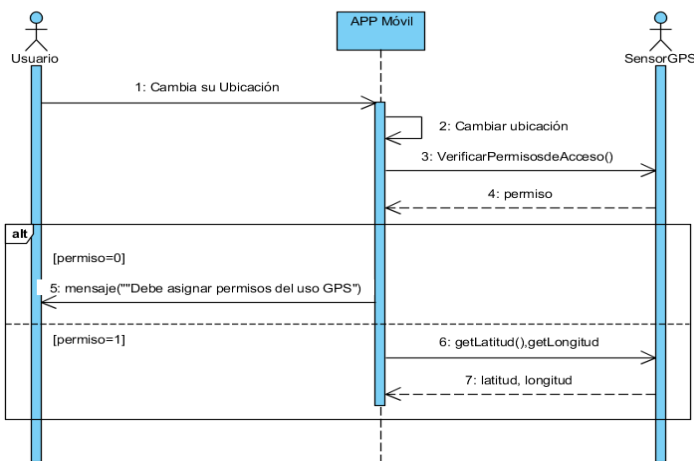 APP Móvil
Usuario
SensorGPS
1: Cambia su Ubicación
2: Cambiar ubicación
3: VerificarPermisosdeAcceso()
4: permiso
alt
[permiso=0]
5: mensaje(""Debe asignar permisos del uso GPS")
[permiso=1]
6: getLatitud(),getLongitud
7: latitud, longitud